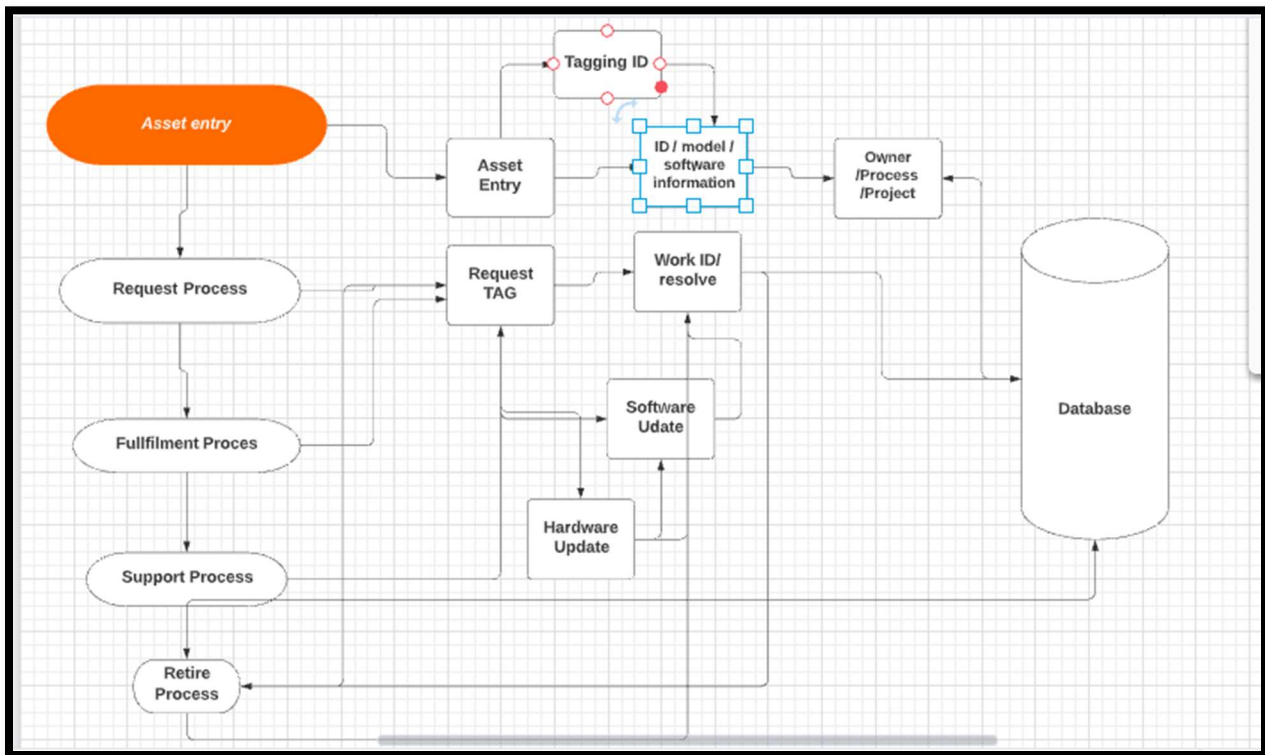 Tagging ID
Asset entry
ID / model /
software
information
Asset
Entry
Owner
/Process
/Project
Request Process
Request
TAG
Work ID/
resolve
Database
Software
Udate
Fullfilment Proces
Hardware
Update
Support Process
Retire
Process